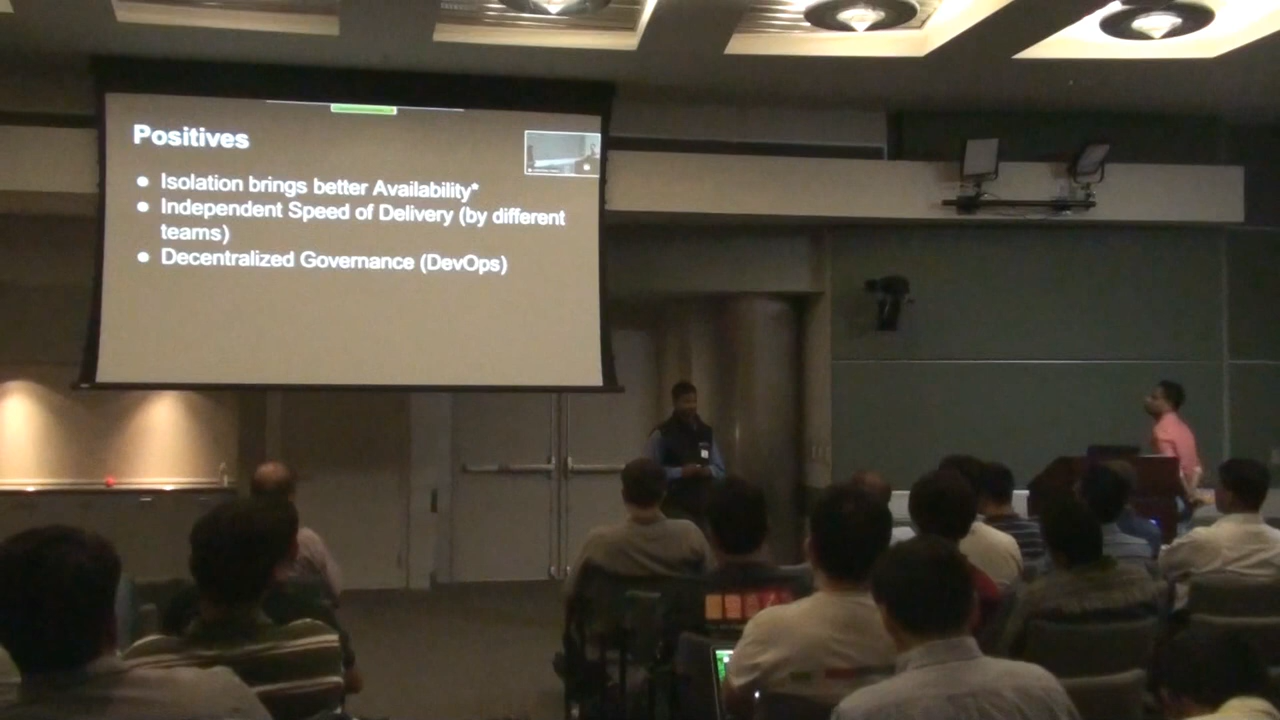 Positives
● Isolation brings better Availability*
● Independent Speed of Delivery (by different
teams)
● Decentralized Governance (DevOps)